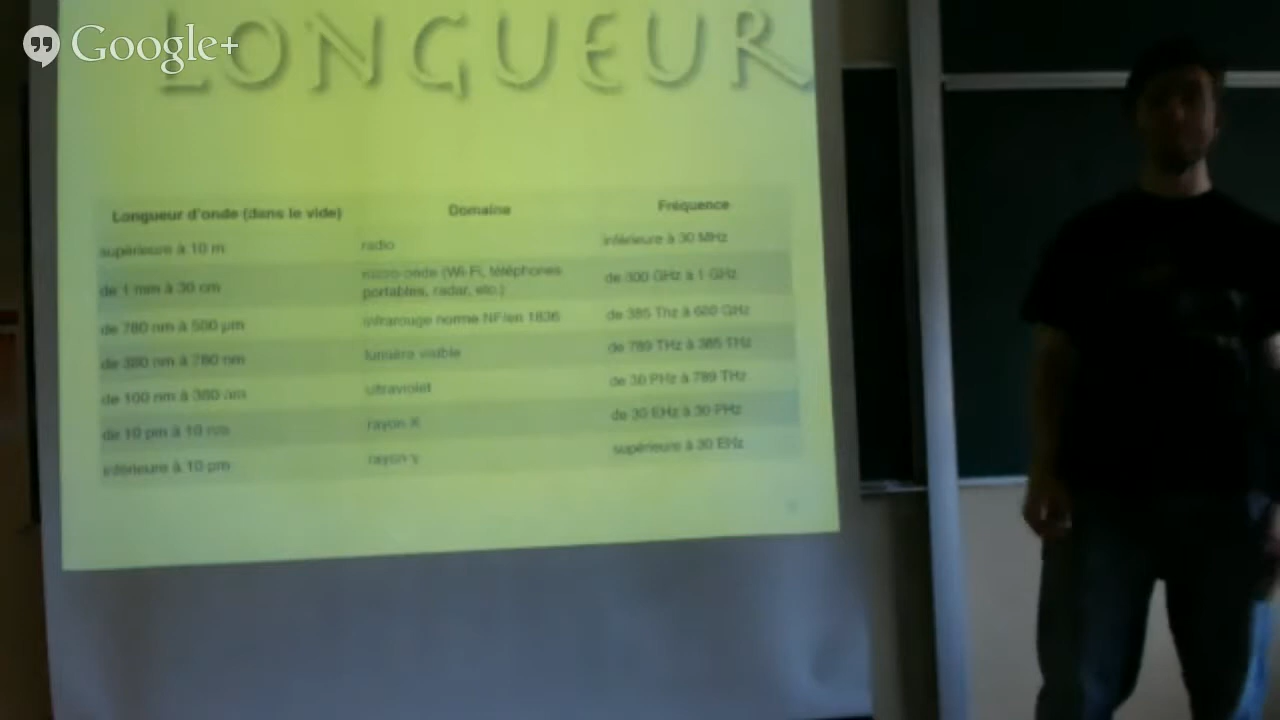 Google+
LONGUEUR
Longueur d'onde (dans le vide) Domaine Fréquence
supérieure à 10 m radio inférieure à 30 MHz
de 1 mm à 30 cm micro-onde (Wi-Fi, téléphones portables, radar, etc.) de 300 GHz à 1 GHz
de 780 nm à 500 µm infrarouge norme NF/en 1836 de 385 THz à 600 GHz
de 380 nm à 780 nm lumière visible de 789 THz à 385 THz
de 100 nm à 380 nm ultraviolet de 30 PHz à 789 THz
de 10 pm à 10 nm rayon X de 30 EHz à 30 PHz
inférieure à 10 pm rayon γ supérieure à 30 EHz